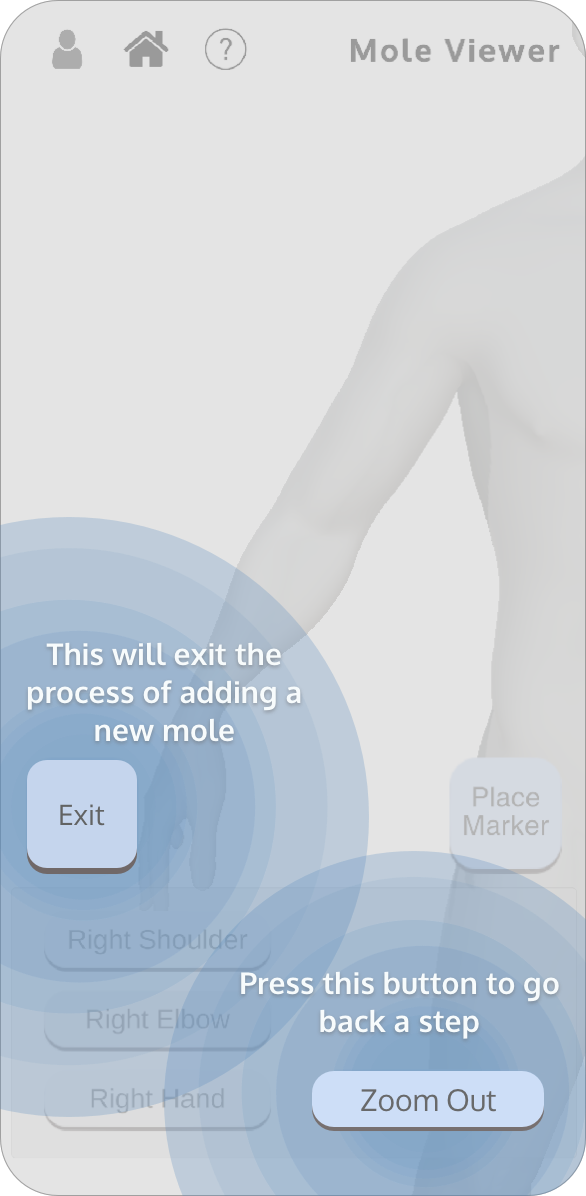 ?
Mole Viewer
This will exit the
process of adding a
new mole
Exit
Place
Marker
Right Shoulder
Right Elbow
Right Hand
Press this button to go
back a step
Zoom Out